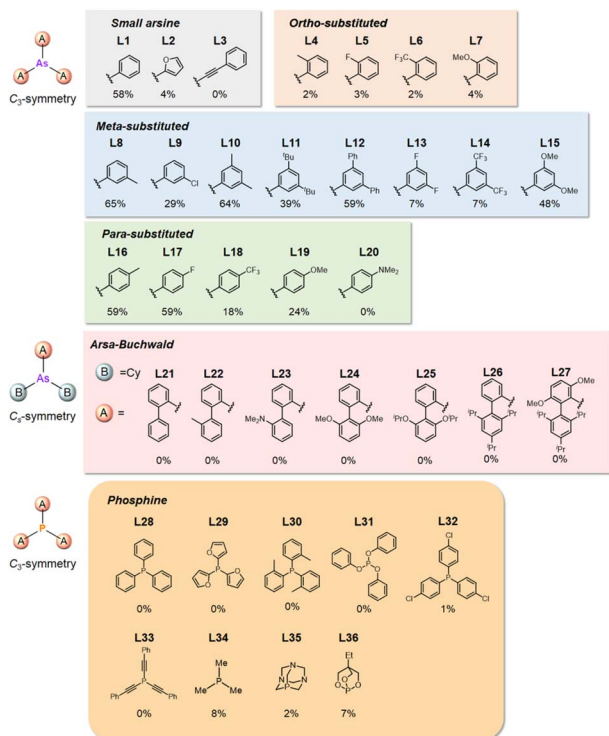 Small arsine
L1 L2 L3
58% 4% 0%
Ortho-substituted
L4 L5 L6 L7
F F₃C MeO
2% 3% 2% 4%
A
As
A A
C₃-symmetry
Meta-substituted
L8 L9 L10 L11 L12 L13 L14 L15
Cl ᵗBu ᵗBu Ph Ph F F CF₃ CF₃ OMe OMe
65% 29% 64% 39% 59% 7% 7% 48%
Para-substituted
L16 L17 L18 L19 L20
F CF₃ OMe NMe₂
59% 59% 18% 24% 0%
A
As
B B
Cₛ-symmetry
Arsa-Buchwald
B =Cy
A =
L21 L22 L23 L24 L25 L26 L27
Me₂N MeO OMe ⁱPrO OⁱPr ⁱPr ⁱPr ⁱPr OMe MeO ⁱPr ⁱPr ⁱPr
0% 0% 0% 0% 0% 0% 0%
A
P
A A
C₃-symmetry
Phosphine
L28 L29 L30 L31 L32
P P P O O P O Cl P Cl Cl
0% 0% 0% 0% 1%
L33 L34 L35 L36
Ph P Ph Ph Me P Me Me N N N P Et O O O P
0% 8% 2% 7%